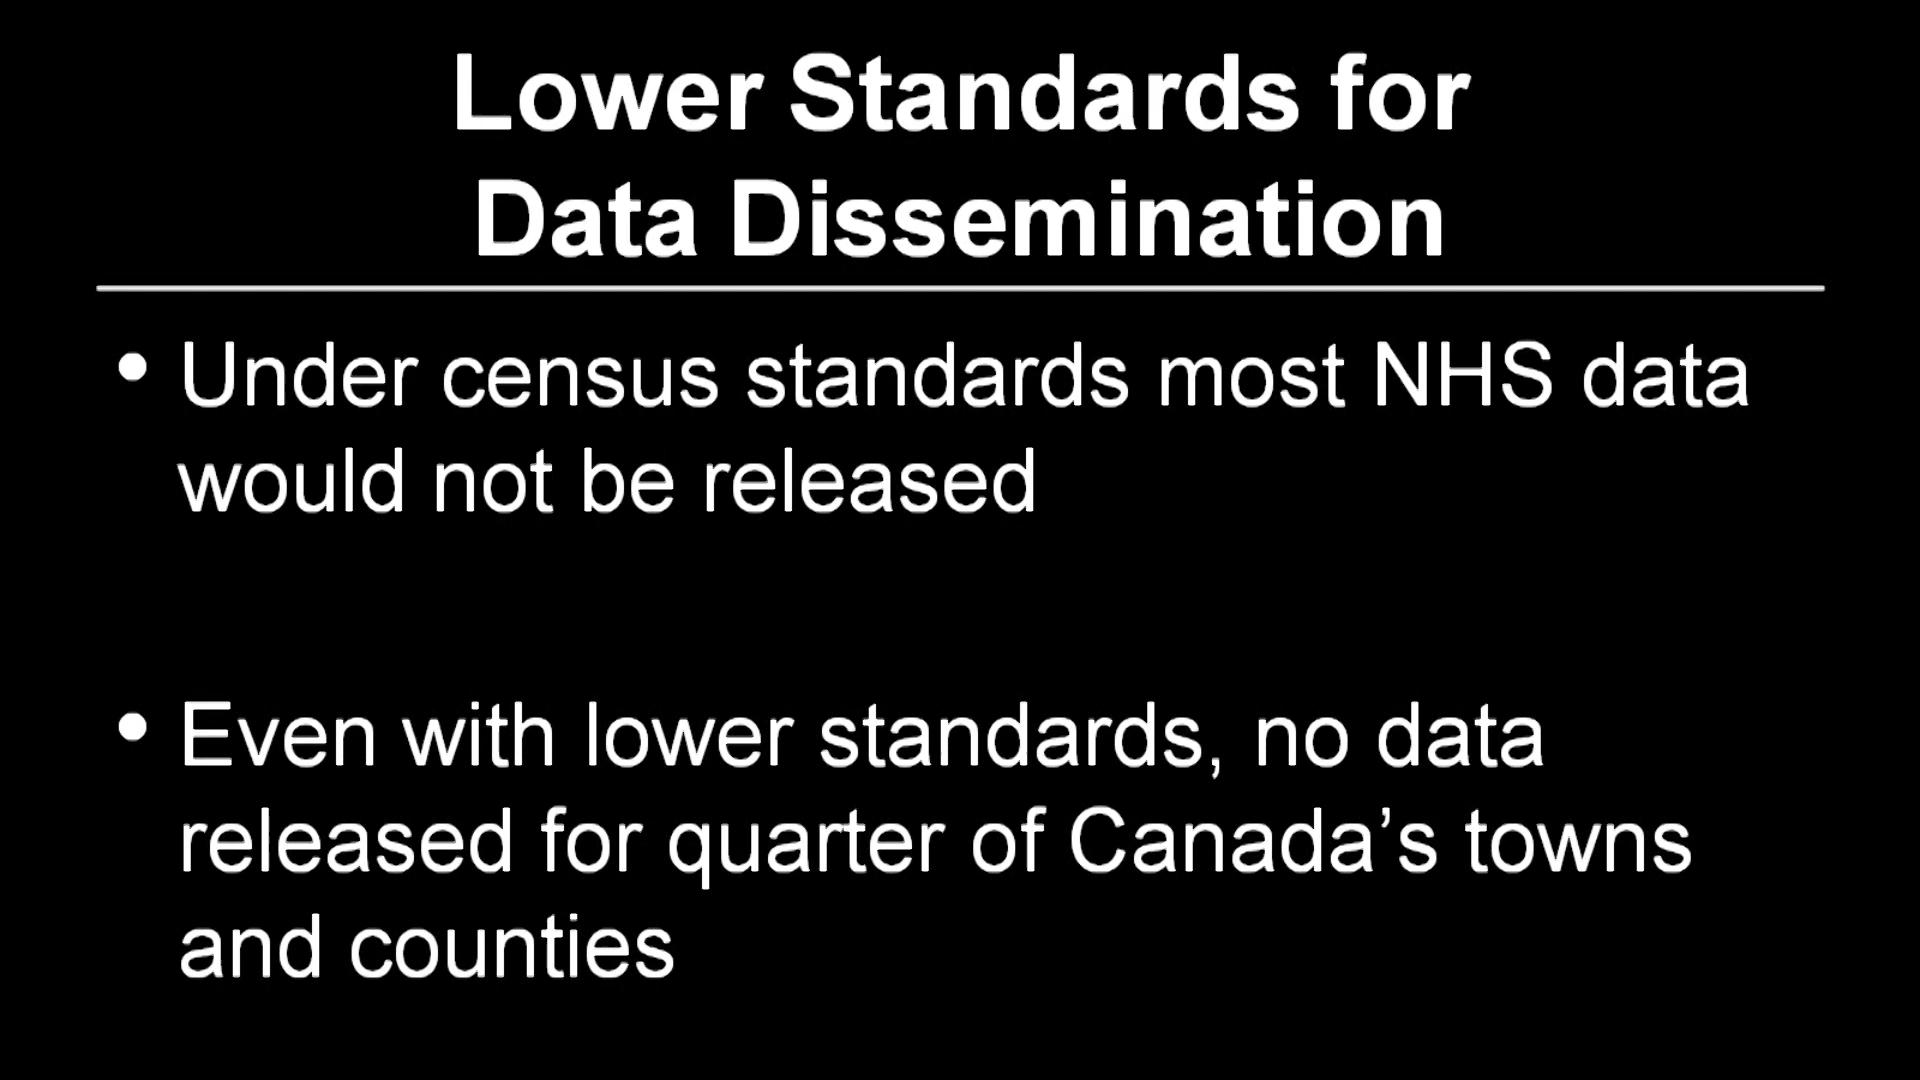 Lower Standards for
Data Dissemination
• Under census standards most NHS data
would not be released
• Even with lower standards, no data
released for quarter of Canada’s towns
and counties